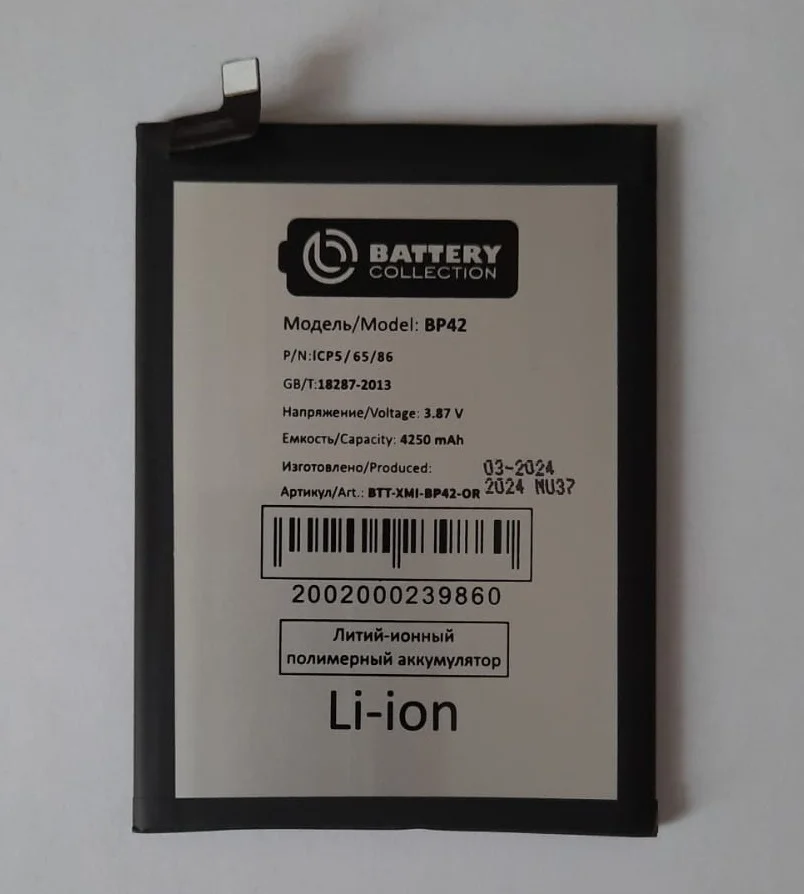 BATTERY
COLLECTION
Модель/Model: BP42
P/N:ICP5/65/86
GB/T:18287-2013
Напряжение/Voltage: 3.87 V
Емкость/Capacity: 4250 mAh
Изготовлено/Produced: 03-2024
Артикул/Art.: BTT-XMI-BP42-OR 2024 NU37
2002000239860
Литий-ионный
полимерный аккумулятор
Li-ion